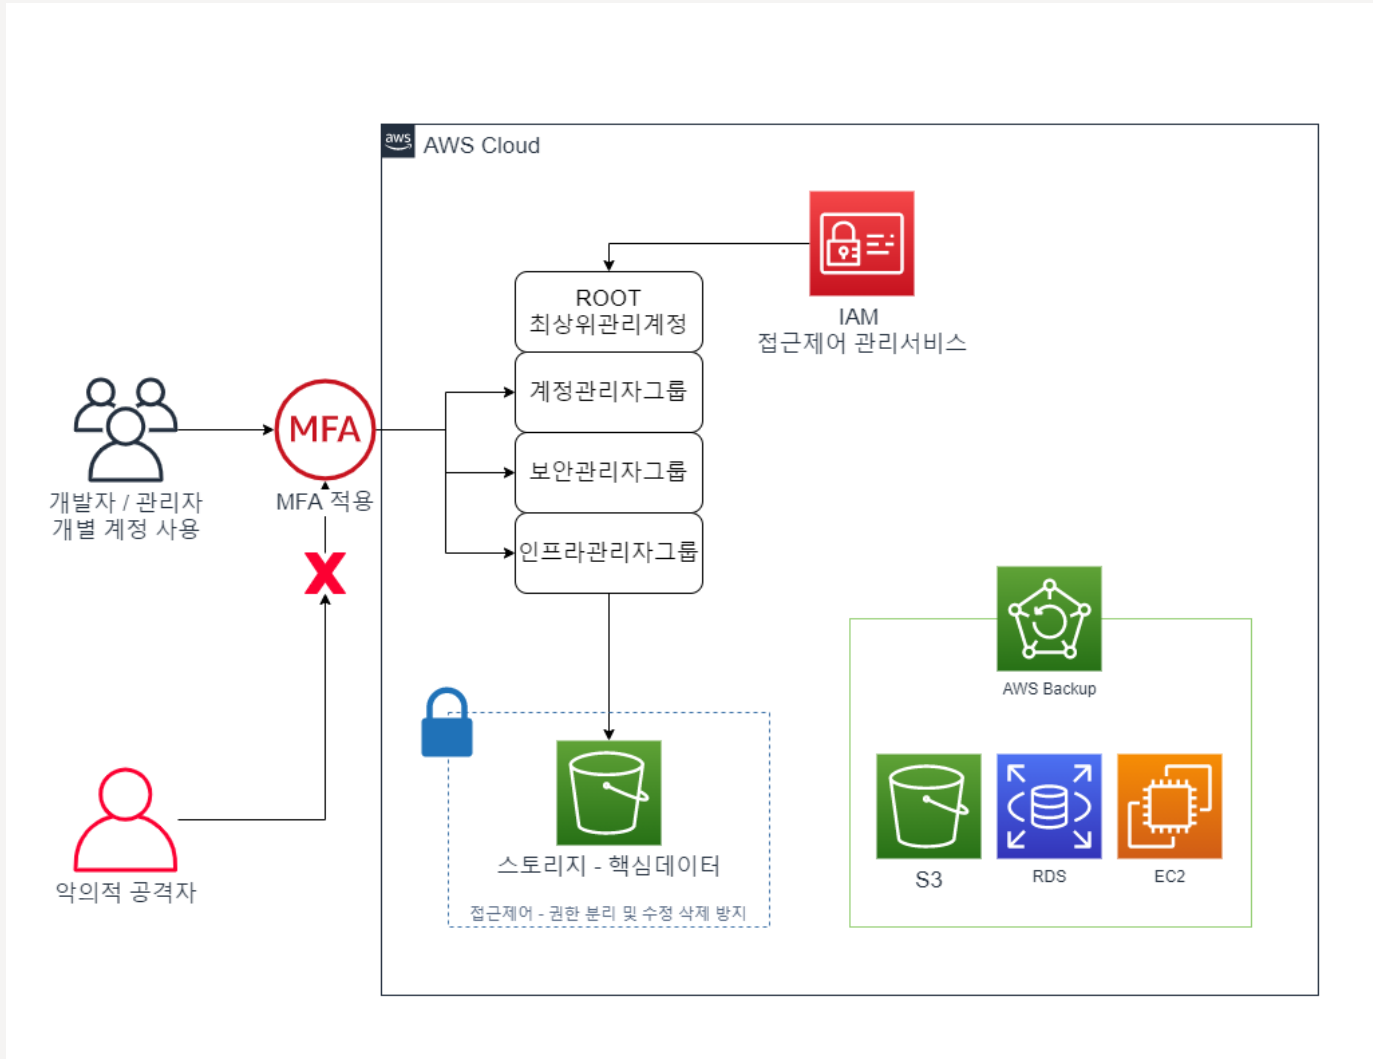 aws
AWS Cloud
IAM
접근제어 관리서비스
ROOT
최상위관리계정
계정관리자그룹
보안관리자그룹
인프라관리자그룹
MFA
MFA 적용
개발자 / 관리자
개별 계정 사용
X
악의적 공격자
스토리지 - 핵심데이터
접근제어 - 권한 분리 및 수정 삭제 방지
AWS Backup
S3
RDS
EC2